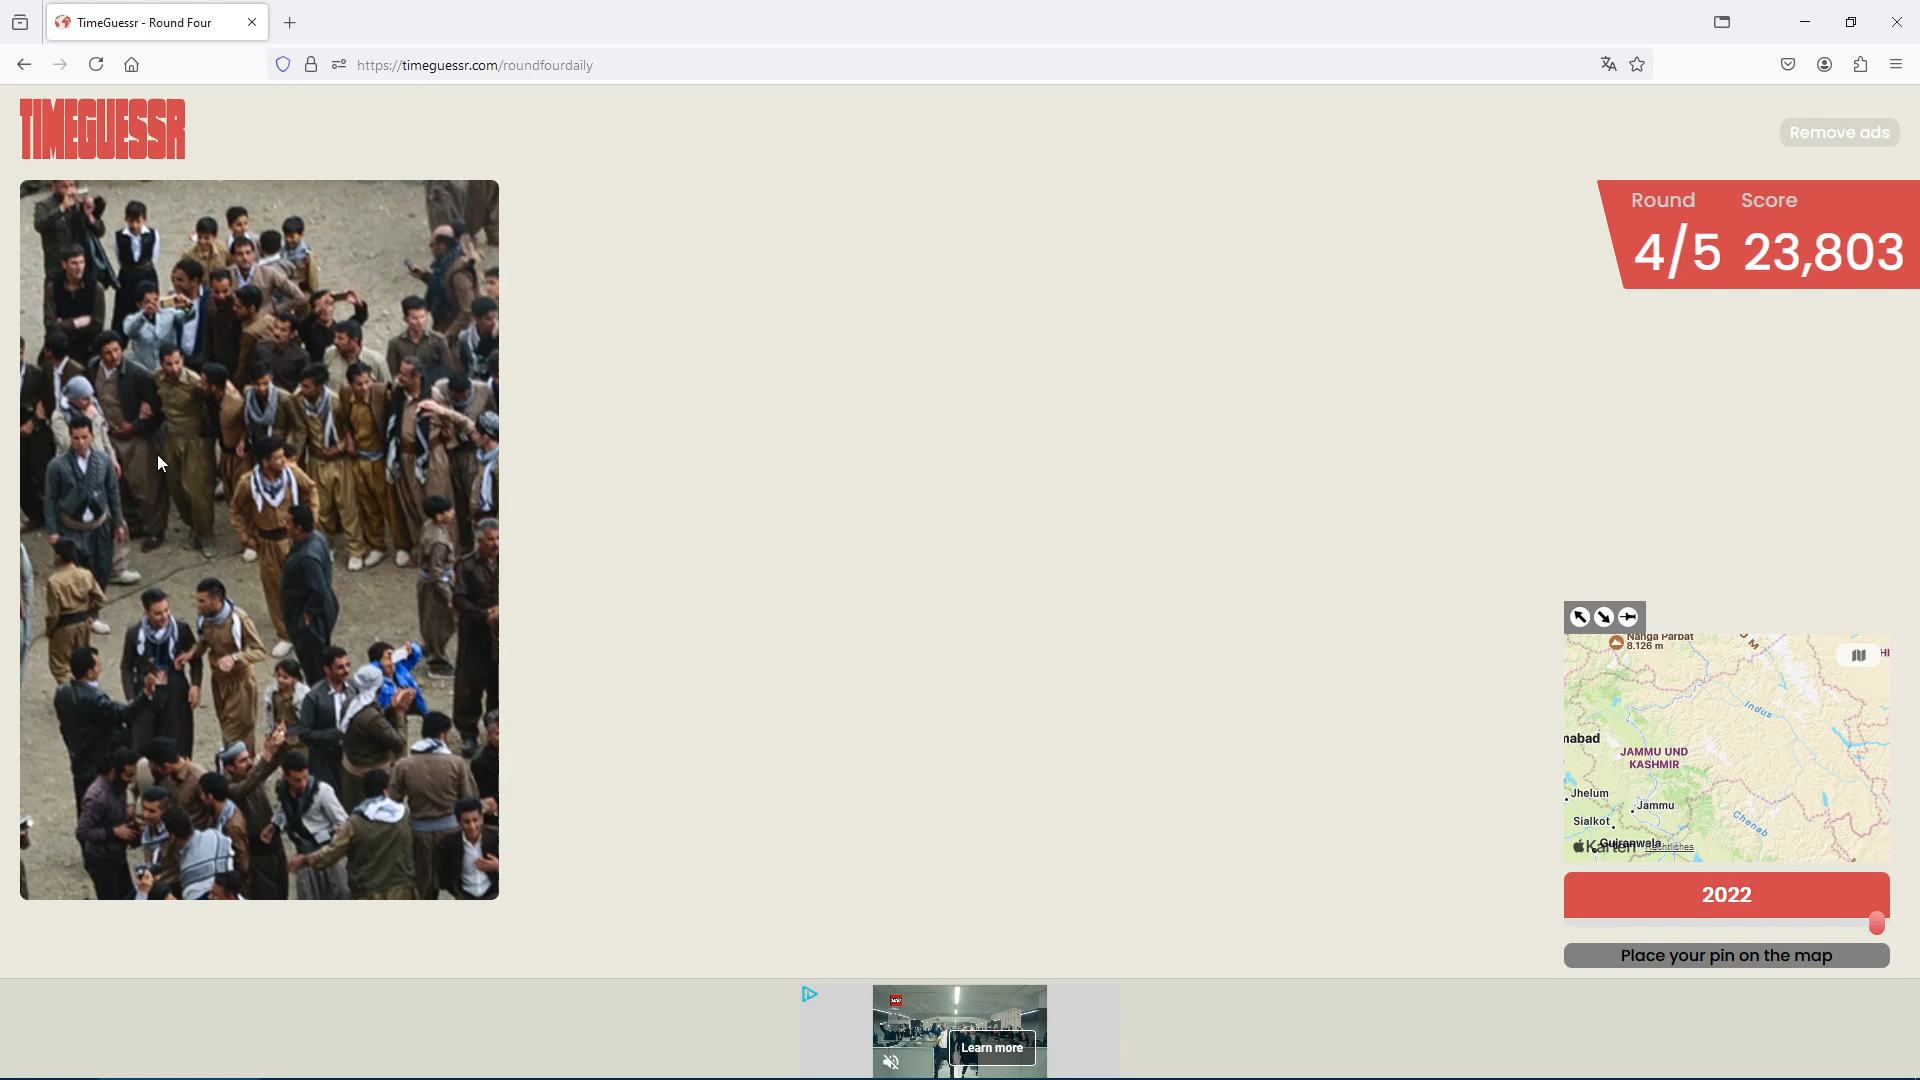 TimeGuessr - Round Four
https://timeguessr.com/roundfourdaily
TIMEGUESSR
Remove ads
Round Score
4/5 23,803
Nanga Parbat
8.126 m
Indus
JAMMU UND
KASHMIR
Jhelum
Jammu
Sialkot
Chenab
Gujranwala
Karten
Rechtliches
2022
Place your pin on the map
Learn more